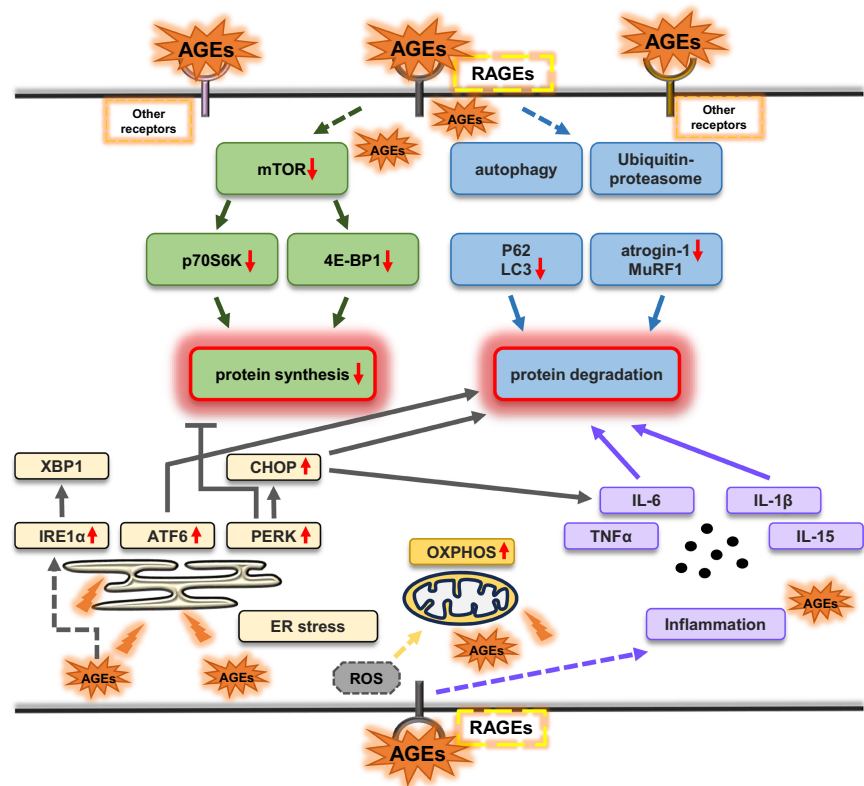 AGEs
AGEs
AGEs
RAGEs
Other
receptors
AGEs
Other
receptors
AGEs
mTOR
autophagy
Ubiquitin-
proteasome
p70S6K
4E-BP1
P62
LC3
atrogin-1
MuRF1
protein synthesis
protein degradation
XBP1
CHOP
IL-6
IL-1β
IRE1α
ATF6
PERK
TNFα
IL-15
OXPHOS
AGEs
ER stress
Inflammation
AGEs
AGEs
AGEs
ROS
RAGEs
AGEs